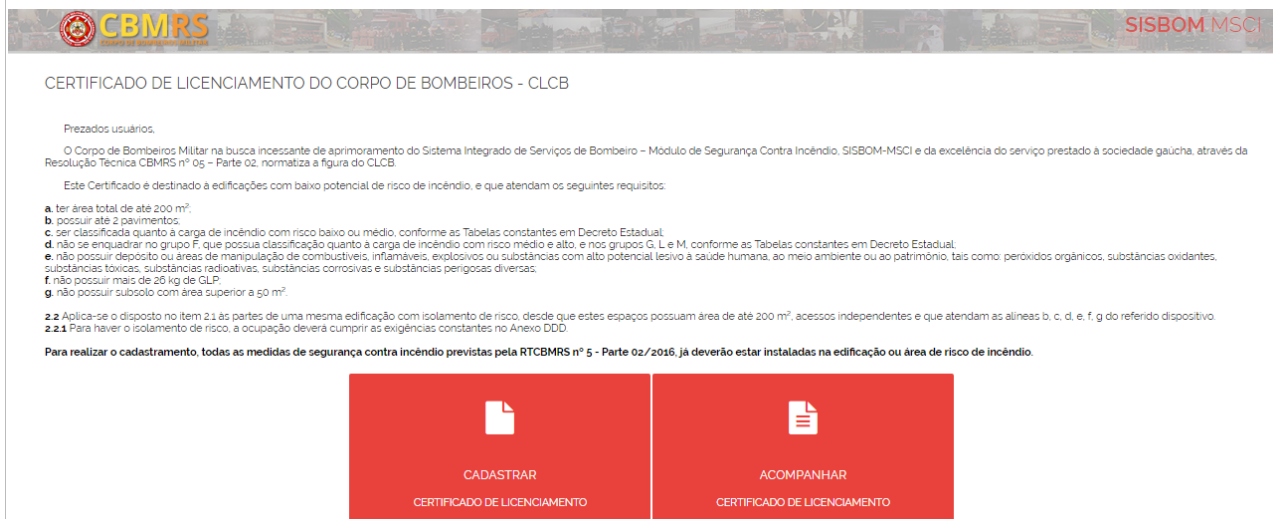 CBMRS
CORPO DE BOMBEIROS MILITAR
SISBOM MSCI
CERTIFICADO DE LICENCIAMENTO DO CORPO DE BOMBEIROS - CLCB
Prezados usuários,
O Corpo de Bombeiros Militar na busca incessante de aprimoramento do Sistema Integrado de Serviços de Bombeiro – Módulo de Segurança Contra Incêndio, SISBOM-MSCI e da excelência do serviço prestado à sociedade gaúcha, através da
Resolução Técnica CBMRS nº 05 – Parte 02, normatiza a figura do CLCB.
Este Certificado é destinado à edificações com baixo potencial de risco de incêndio, e que atendam os seguintes requisitos:
a. ter área total de até 200 m²;
b. possuir até 2 pavimentos;
c. ser classificada quanto à carga de incêndio com risco baixo ou médio, conforme as Tabelas constantes em Decreto Estadual;
d. não se enquadrar no grupo F, que possua classificação quanto à carga de incêndio com risco médio e alto, e nos grupos G, L e M, conforme as Tabelas constantes em Decreto Estadual;
e. não possuir depósito ou áreas de manipulação de combustíveis, inflamáveis, explosivos ou substâncias com alto potencial lesivo à saúde humana, ao meio ambiente ou ao patrimônio, tais como: peróxidos orgânicos, substâncias oxidantes,
substâncias tóxicas, substâncias radioativas, substâncias corrosivas e substâncias perigosas diversas;
f. não possuir mais de 26 kg de GLP;
g. não possuir subsolo com área superior a 50 m².
2.2 Aplica-se o disposto no item 2.1 às partes de uma mesma edificação com isolamento de risco, desde que estes espaços possuam área de até 200 m², acessos independentes e que atendam as alíneas b, c, d, e, f, g do referido dispositivo.
2.2.1 Para haver o isolamento de risco, a ocupação deverá cumprir as exigências constantes no Anexo DDD.
Para realizar o cadastramento, todas as medidas de segurança contra incêndio previstas pela RTCBMRS nº 5 - Parte 02/2016, já deverão estar instaladas na edificação ou área de risco de incêndio.
CADASTRAR
CERTIFICADO DE LICENCIAMENTO
ACOMPANHAR
CERTIFICADO DE LICENCIAMENTO